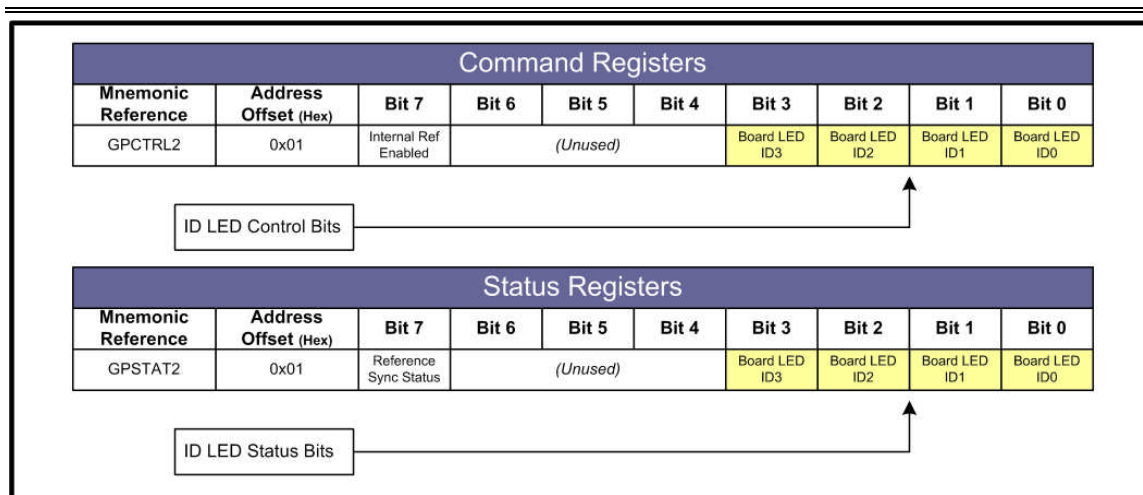 Command Registers
Mnemonic Reference Address Offset (Hex) Bit 7 Bit 6 Bit 5 Bit 4 Bit 3 Bit 2 Bit 1 Bit 0
GPCTRL2 0x01 Internal Ref Enabled (Unused) Board LED ID3 Board LED ID2 Board LED ID1 Board LED ID0
ID LED Control Bits
Status Registers
Mnemonic Reference Address Offset (Hex) Bit 7 Bit 6 Bit 5 Bit 4 Bit 3 Bit 2 Bit 1 Bit 0
GPSTAT2 0x01 Reference Sync Status (Unused) Board LED ID3 Board LED ID2 Board LED ID1 Board LED ID0
ID LED Status Bits